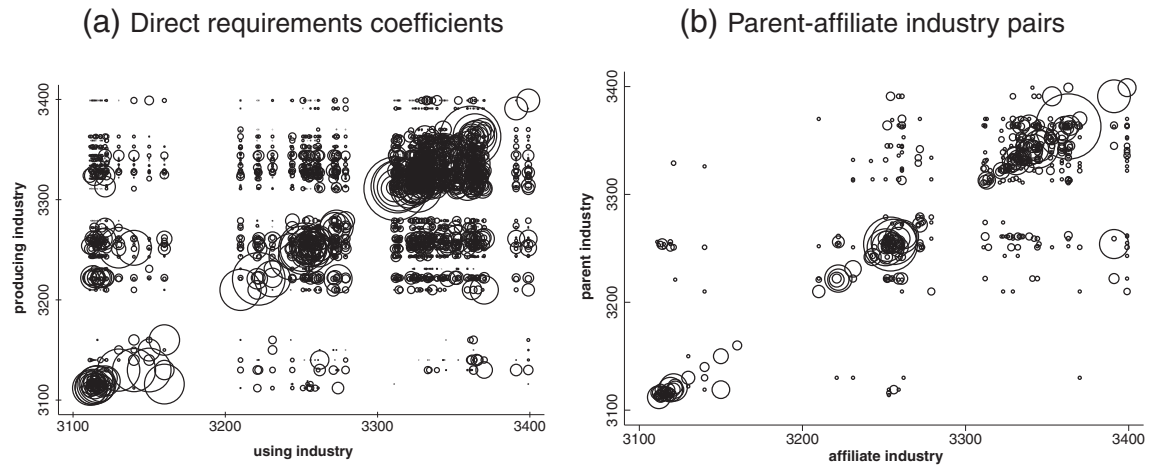 (a) Direct requirements coefficients
(b) Parent-affiliate industry pairs
producing industry
3400
3300
3200
3100
3100 3200 3300 3400
using industry
parent industry
3400
3300
3200
3100
3100 3200 3300 3400
affiliate industry